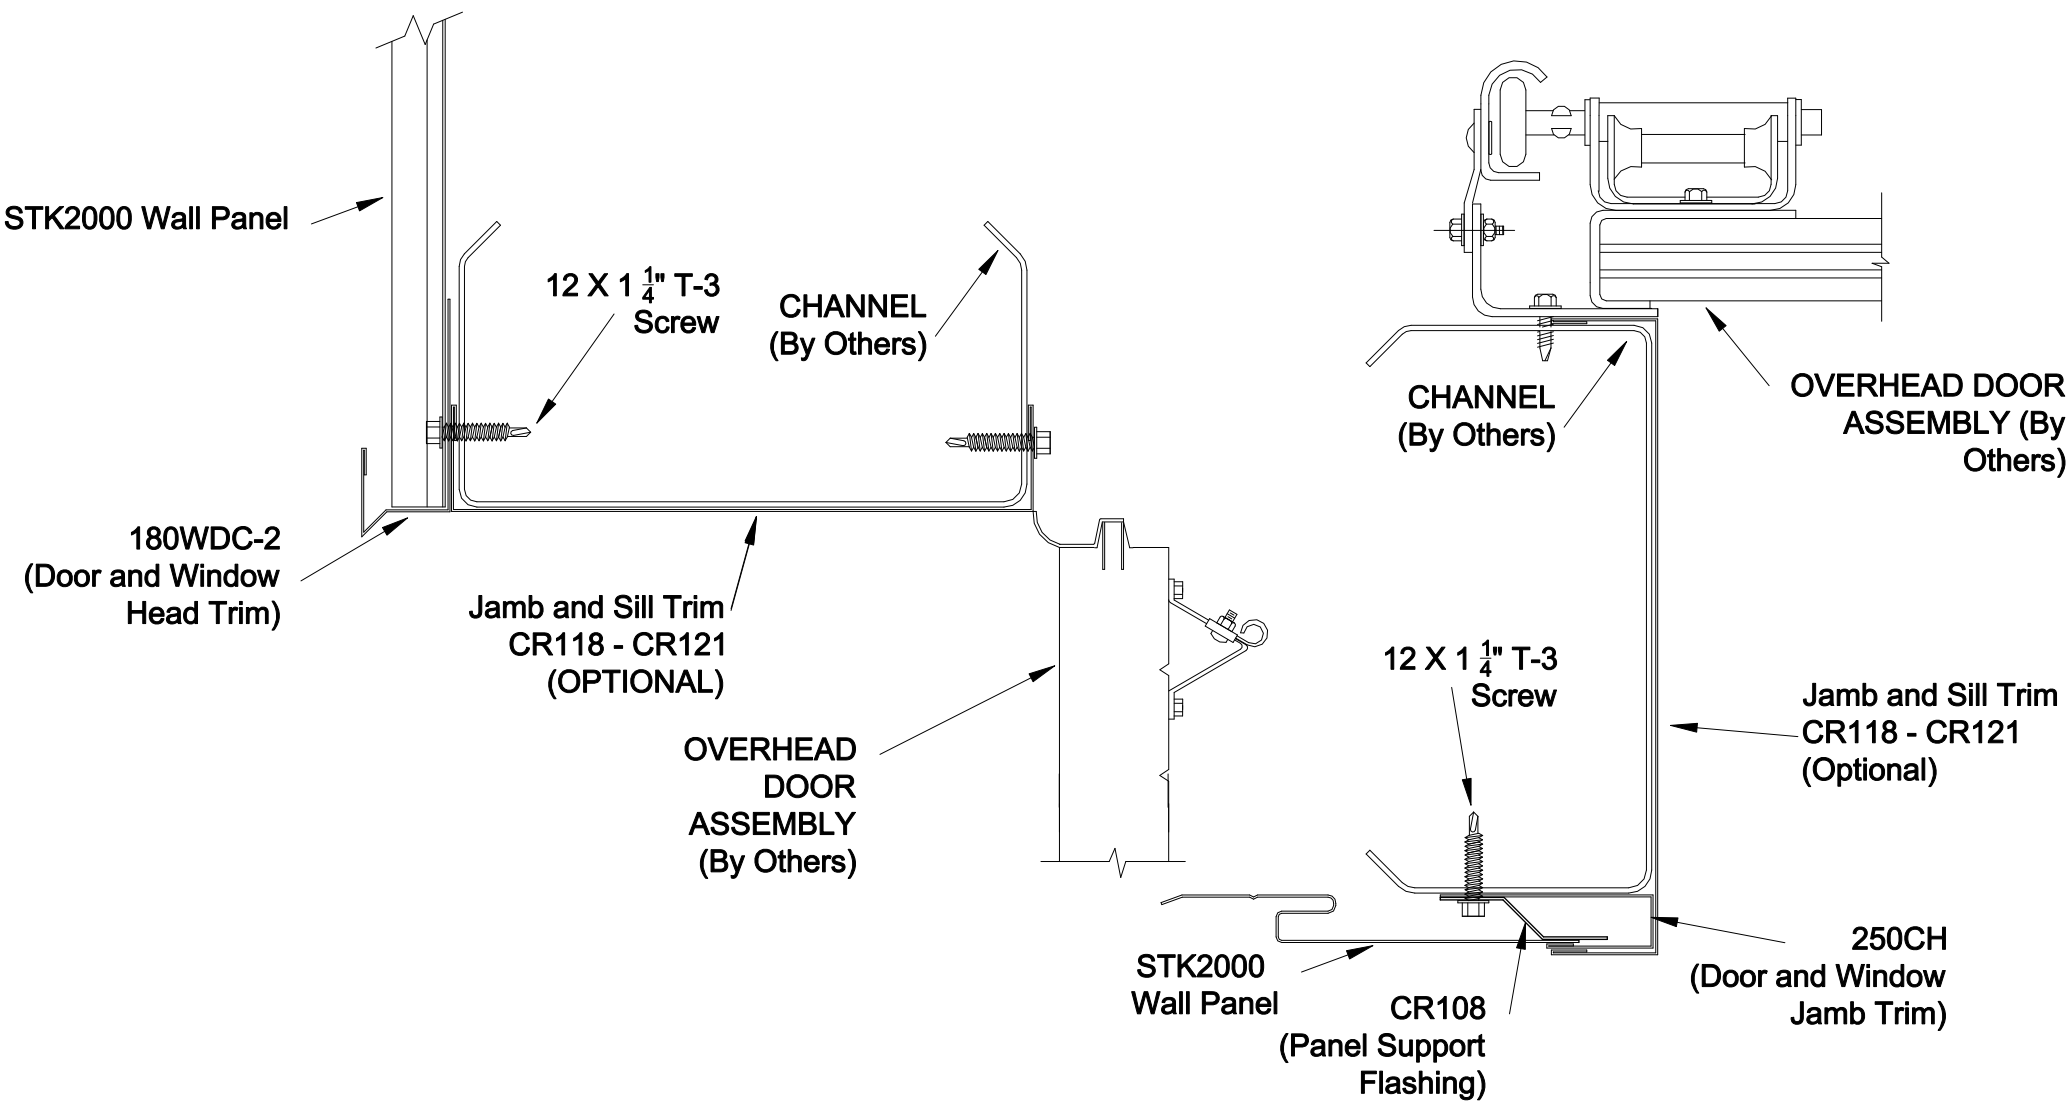 STK2000 Wall Panel
12 X 1 1/4" T-3
Screw
CHANNEL
(By Others)
180WDC-2
(Door and Window
Head Trim)
Jamb and Sill Trim
CR118 - CR121
(OPTIONAL)
OVERHEAD
DOOR
ASSEMBLY
(By Others)
CHANNEL
(By Others)
OVERHEAD DOOR
ASSEMBLY (By
Others)
12 X 1 1/4" T-3
Screw
Jamb and Sill Trim
CR118 - CR121
(Optional)
STK2000
Wall Panel
CR108
(Panel Support
Flashing)
250CH
(Door and Window
Jamb Trim)